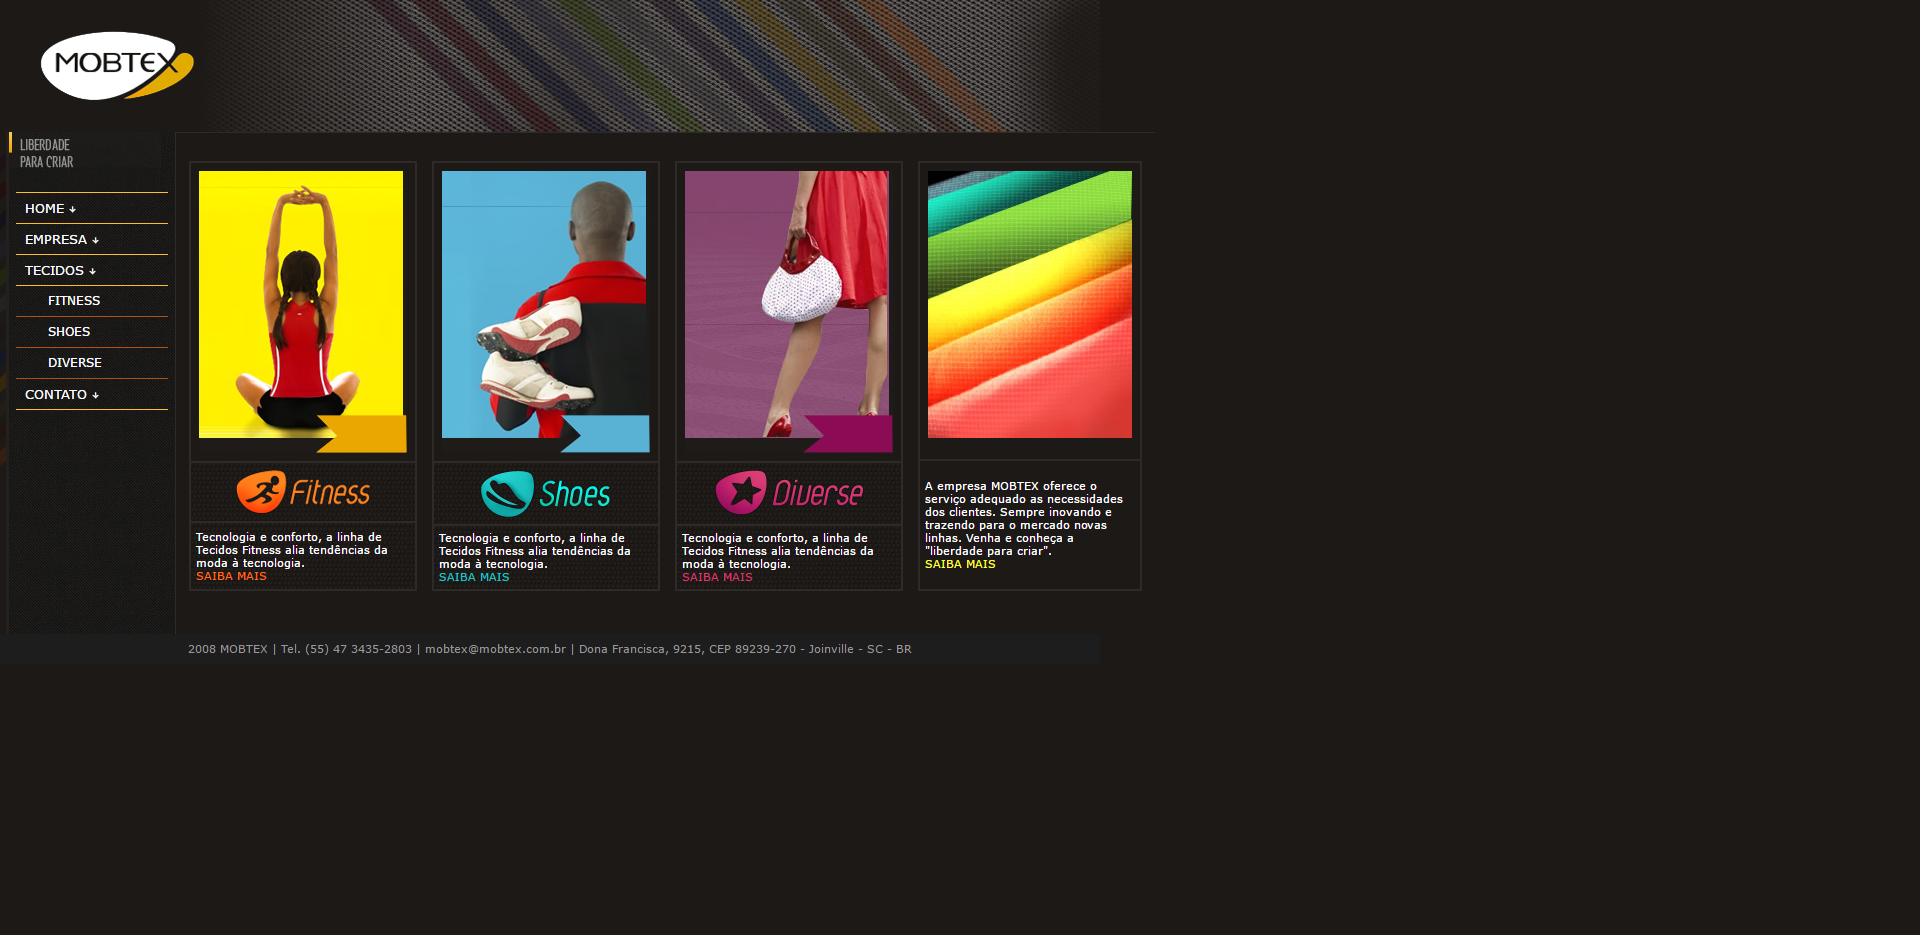 MOBTEX
LIBERDADE
PARA CRIAR
HOME
EMPRESA
TECIDOS
FITNESS
SHOES
DIVERSE
CONTATO
Fitness
Tecnologia e conforto, a linha de
Tecidos Fitness alia tendências da
moda à tecnologia.
SAIBA MAIS
Shoes
Tecnologia e conforto, a linha de
Tecidos Fitness alia tendências da
moda à tecnologia.
SAIBA MAIS
Diverse
Tecnologia e conforto, a linha de
Tecidos Fitness alia tendências da
moda à tecnologia.
SAIBA MAIS
A empresa MOBTEX oferece o
serviço adequado as necessidades
dos clientes. Sempre inovando e
trazendo para o mercado novas
linhas. Venha e conheça a
"liberdade para criar".
SAIBA MAIS
2008 MOBTEX | Tel. (55) 47 3435-2803 | mobtex@mobtex.com.br | Dona Francisca, 9215, CEP 89239-270 - Joinville - SC - BR